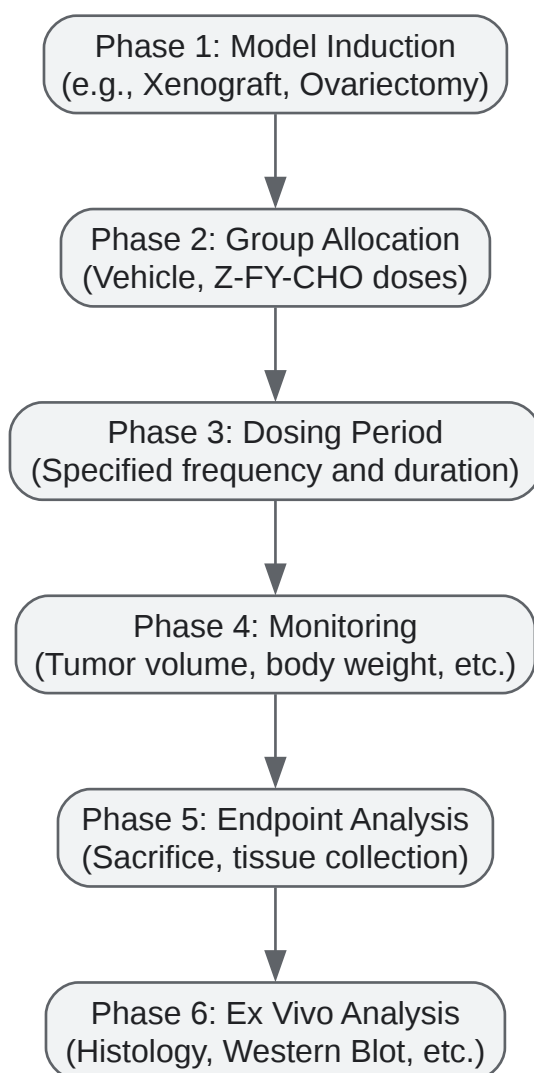 Phase 1: Model Induction
(e.g., Xenograft, Ovariectomy)
Phase 2: Group Allocation
(Vehicle, Z-FY-CHO doses)
Phase 3: Dosing Period
(Specified frequency and duration)
Phase 4: Monitoring
(Tumor volume, body weight, etc.)
Phase 5: Endpoint Analysis
(Sacrifice, tissue collection)
Phase 6: Ex Vivo Analysis
(Histology, Western Blot, etc.)